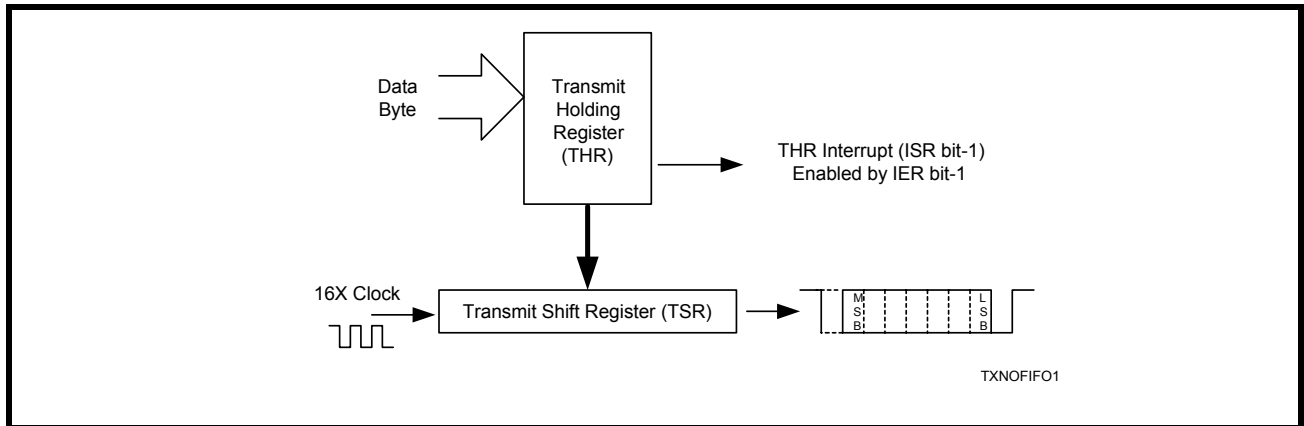 Data
Byte
Transmit
Holding
Register
(THR)
THR Interrupt (ISR bit-1)
Enabled by IER bit-1
16X Clock
Transmit Shift Register (TSR)
M
S
B
L
S
B
TXNOFIFO1